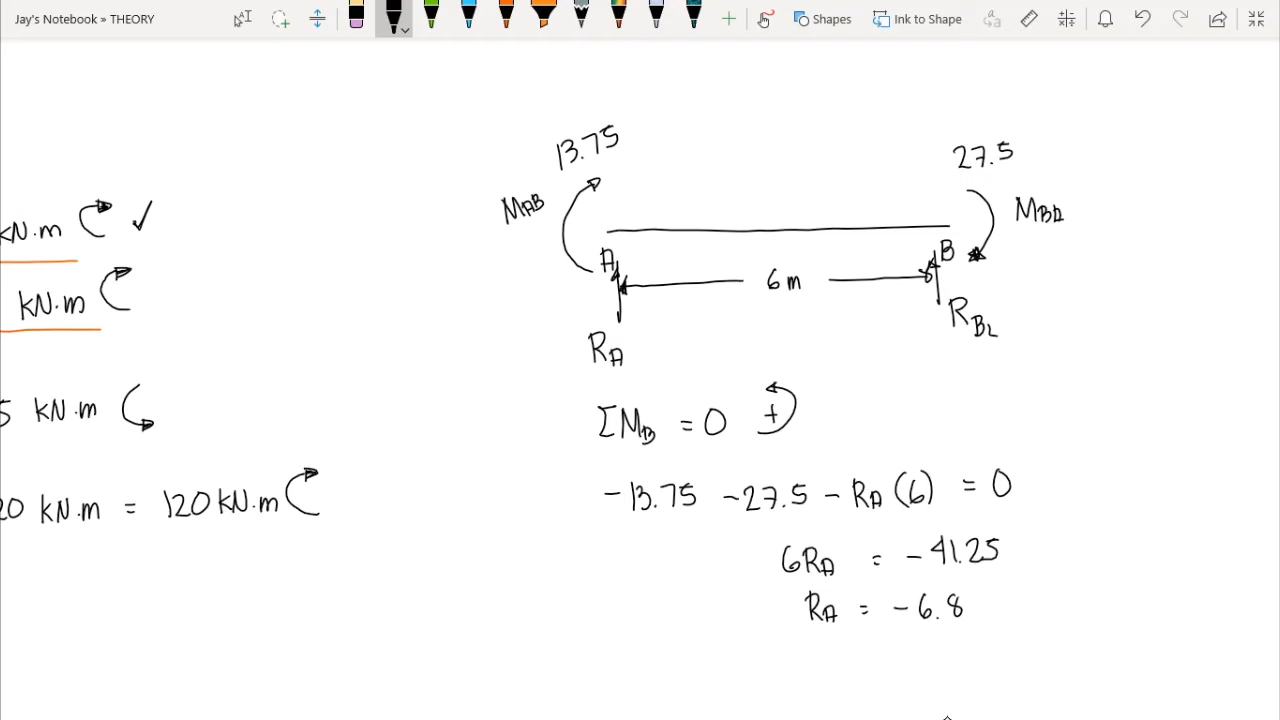 Jay's Notebook » THEORY
Shapes
Ink to Shape
kN·m ✓
kN·m
5 kN·m
20 kN·m = 120 kN·m
13.75
27.5
MAB
MBA
A
B
6 m
RA
RBL
ΣMB = 0 +
-13.75 -27.5 - RA (6) = 0
6RA = -41.25
RA = -6.8